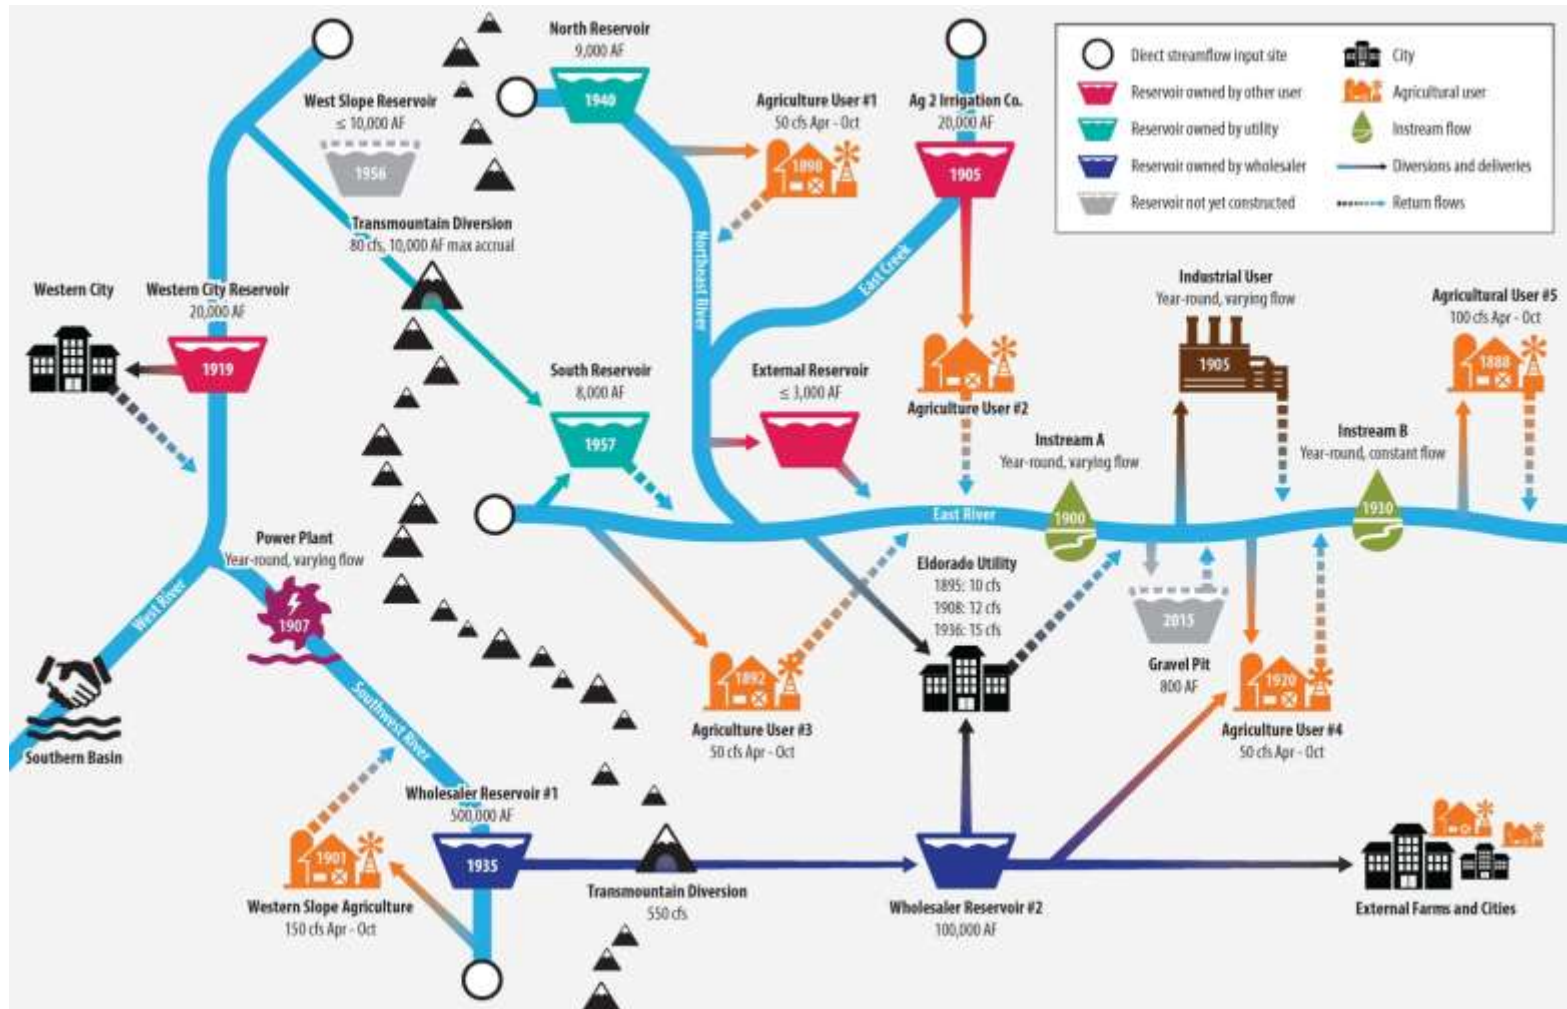 North Reservoir
9,000 AF
1940
West Slope Reservoir
≤ 10,000 AF
1956
Agriculture User #1
50 cfs Apr - Oct
1898
Ag 2 Irrigation Co.
20,000 AF
1905
Direct streamflow input site
Reservoir owned by other user
Reservoir owned by utility
Reservoir owned by wholesaler
Reservoir not yet constructed
City
Agricultural user
Instream flow
Diversions and deliveries
Return flows
Transmountain Diversion
80 cfs, 10,000 AF max accrual
Northeast River
East Creek
Western City
Western City Reservoir
20,000 AF
1919
South Reservoir
8,000 AF
1957
External Reservoir
≤ 3,000 AF
Agriculture User #2
Industrial User
Year-round, varying flow
1905
Agricultural User #5
100 cfs Apr - Oct
1888
Instream A
Year-round, varying flow
1900
Instream B
Year-round, constant flow
1930
East River
Power Plant
Year-round, varying flow
1907
West River
Southwest River
Southern Basin
Eldorado Utility
1895: 10 cfs
1908: 12 cfs
1936: 15 cfs
2015
Gravel Pit
800 AF
1892
Agriculture User #3
50 cfs Apr - Oct
1920
Agriculture User #4
50 cfs Apr - Oct
Wholesaler Reservoir #1
500,000 AF
1935
1901
Western Slope Agriculture
150 cfs Apr - Oct
Transmountain Diversion
550 cfs
Wholesaler Reservoir #2
100,000 AF
External Farms and Cities